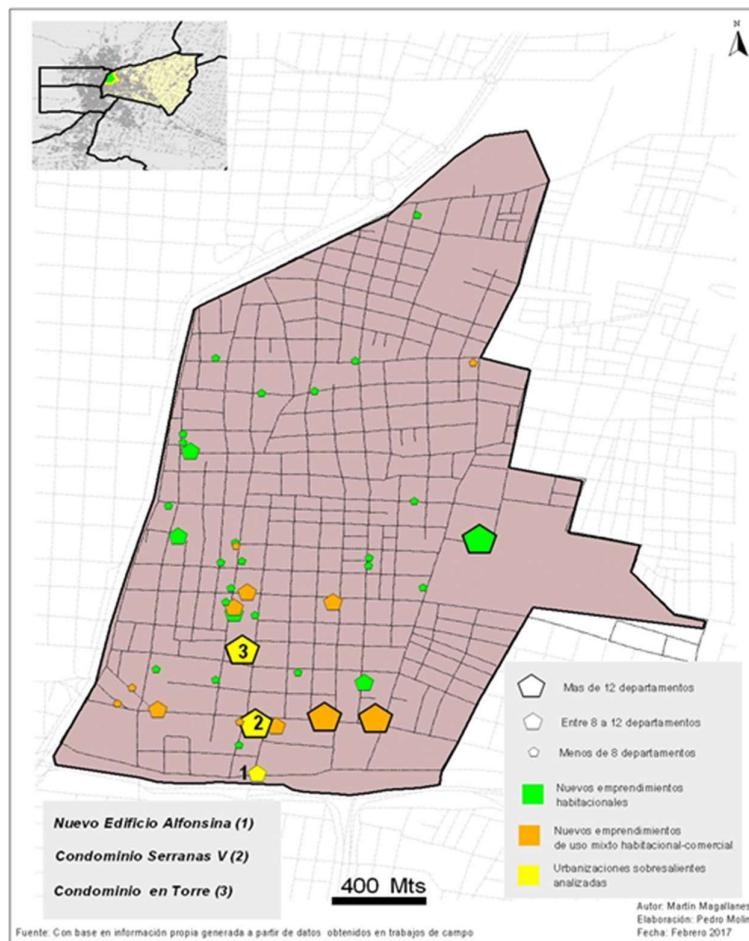 N
3
2
1
Mas de 12 departamentos
Entre 8 a 12 departamentos
Menos de 8 departamentos
Nuevos emprendimientos
habitacionales
Nuevos emprendimientos
de uso mixto habitacional-comercial
Urbanizaciones sobresalientes
analizadas
Nuevo Edificio Alfonsina (1)
Condominio Serranas V (2)
Condominio en Torre (3)
400 Mts
Autor: Martín Magallanes
Elaboración: Pedro Molin
Fecha: Febrero 2017
Fuente: Con base en información propia generada a partir de datos obtenidos en trabajos de campo